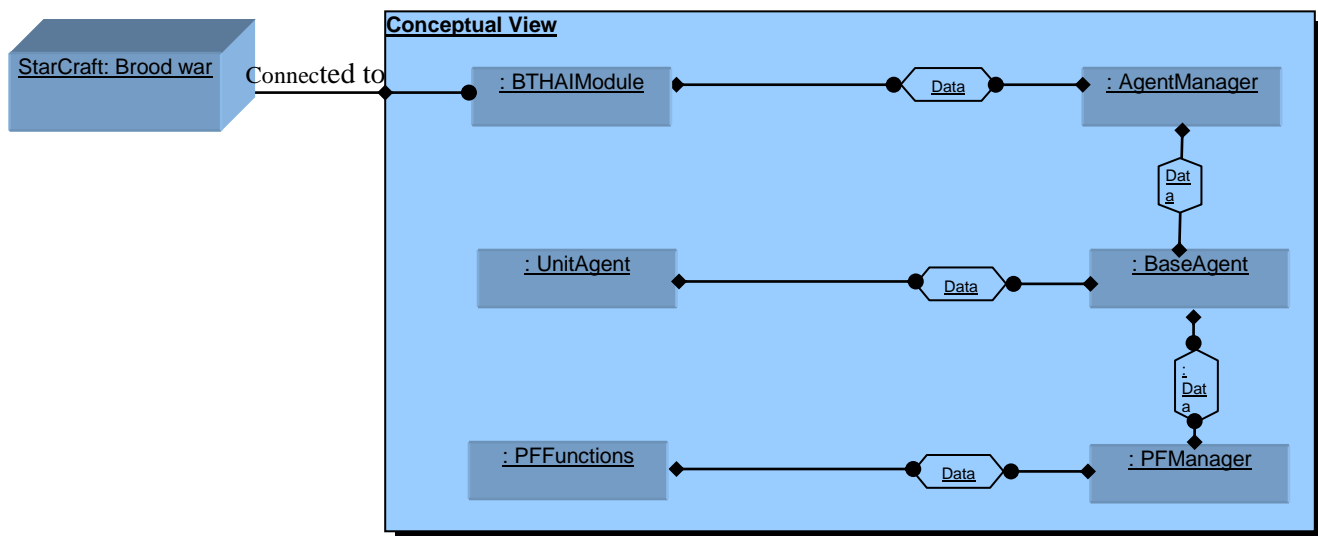 Conceptual View
StarCraft: Brood war
Connected to
: BTHAIModule
Data
: AgentManager
Dat
a
: UnitAgent
Data
: BaseAgent
:
Dat
a
: PFFunctions
Data
: PFManager